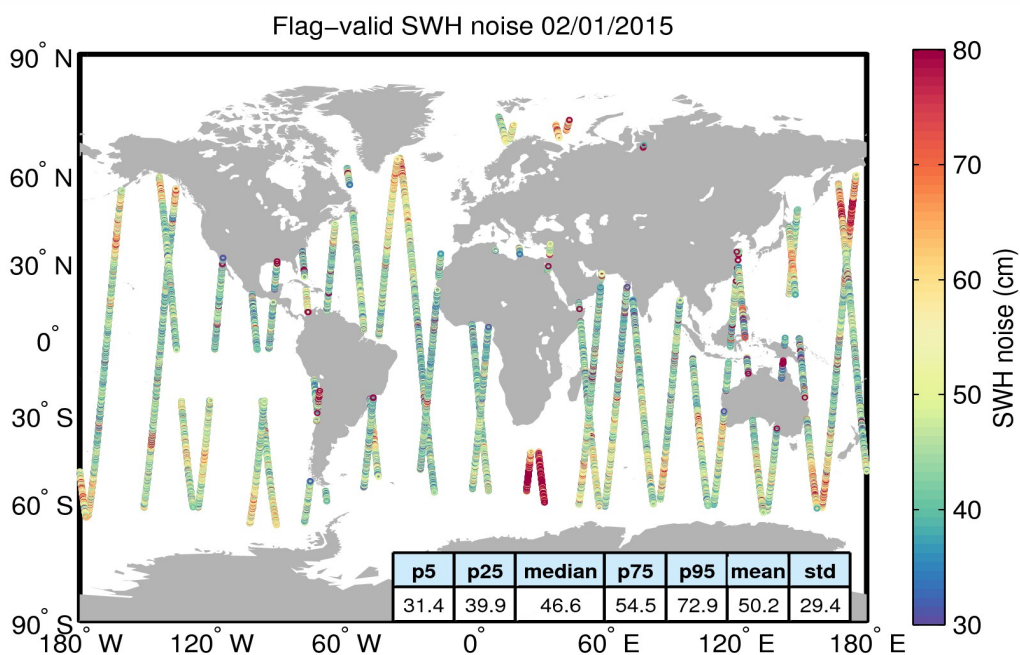 Flag−valid SWH noise 02/01/2015
90° N
60° N
30° N
0°
30° S
60° S
90° S
180° W
120° W
60° W
0°
60° E
120° E
180° E
80
70
60
50
40
30
SWH noise (cm)
p5 p25 median p75 p95 mean std
31.4 39.9 46.6 54.5 72.9 50.2 29.4